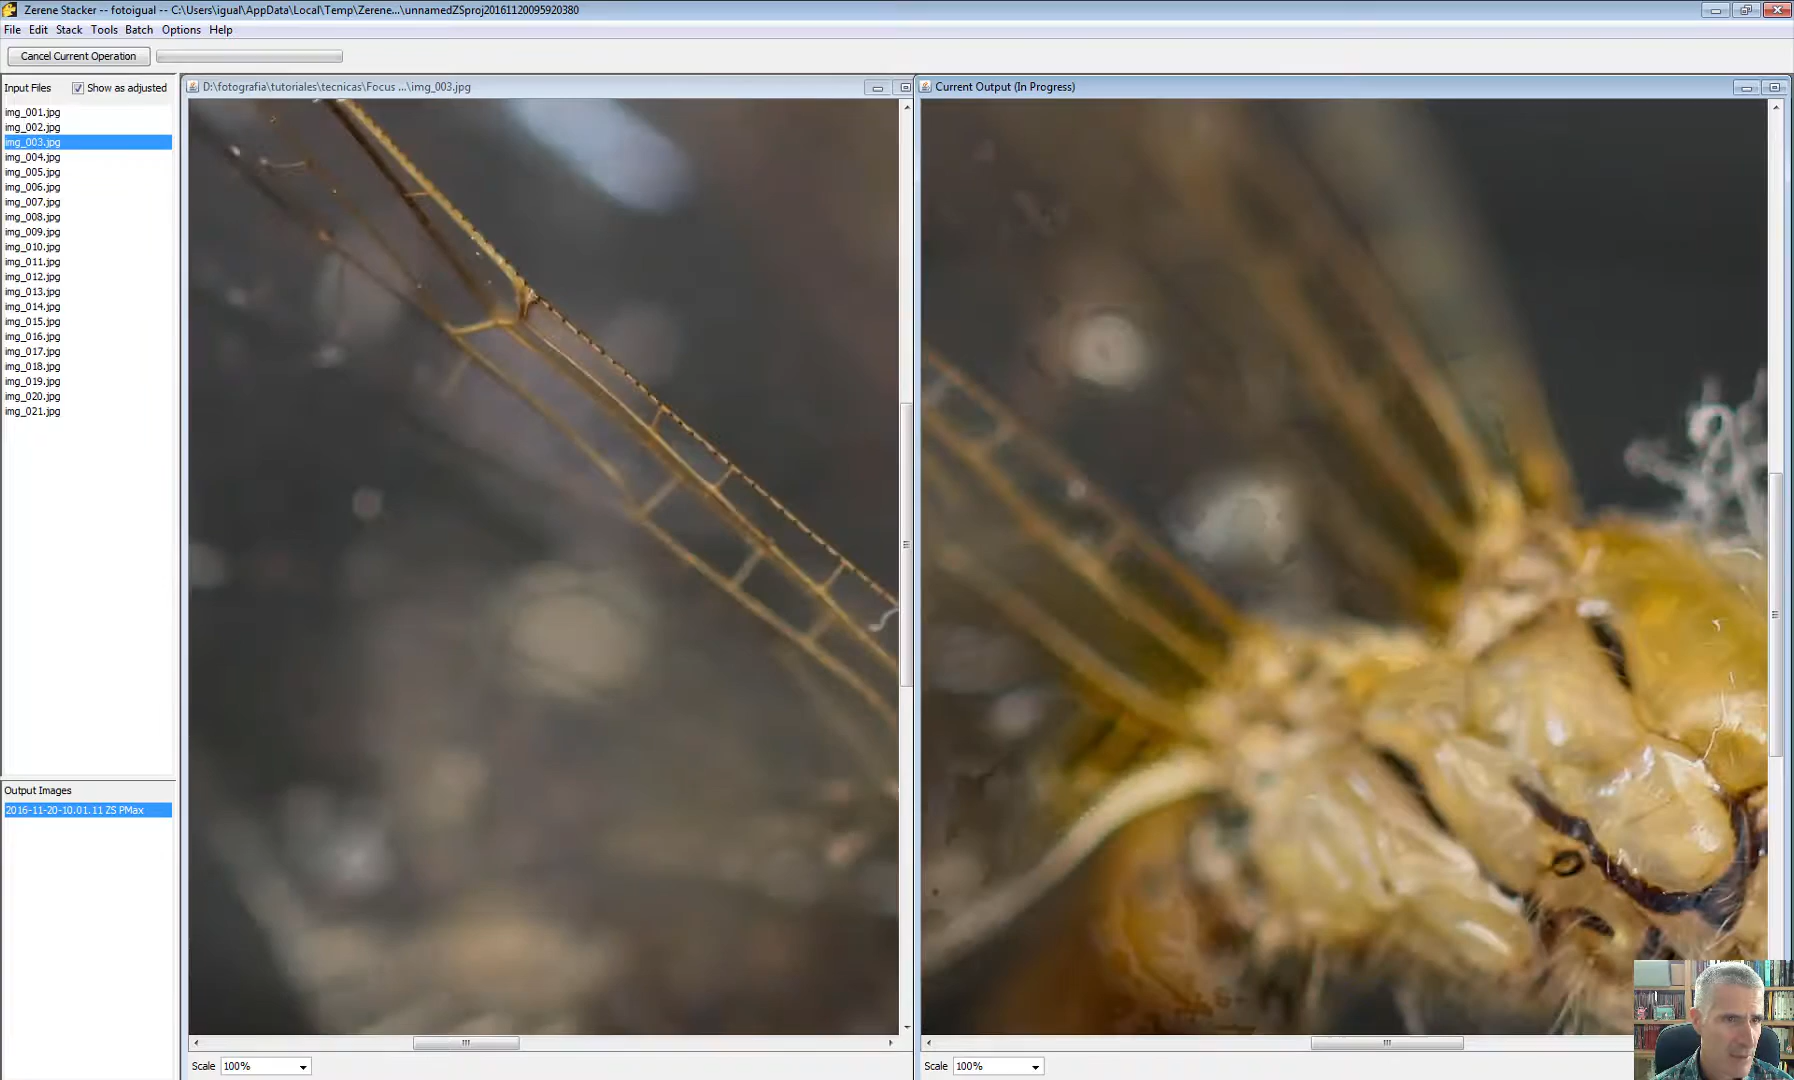 Zerene Stacker -- fotoigual -- C:\Users\igual\AppData\Local\Temp\Zerene...\unnamedZSproj20161120095920380
File Edit Stack Tools Batch Options Help
Cancel Current Operation
Input Files Show as adjusted
D:\fotografia\tutoriales\tecnicas\Focus ...\img_003.jpg
Current Output (In Progress)
img_001.jpg
img_002.jpg
img_003.jpg
img_004.jpg
img_005.jpg
img_006.jpg
img_007.jpg
img_008.jpg
img_009.jpg
img_010.jpg
img_011.jpg
img_012.jpg
img_013.jpg
img_014.jpg
img_015.jpg
img_016.jpg
img_017.jpg
img_018.jpg
img_019.jpg
img_020.jpg
img_021.jpg
Output Images
2016-11-20-10.01.11 ZS PMax
Scale 100%
Scale 100%